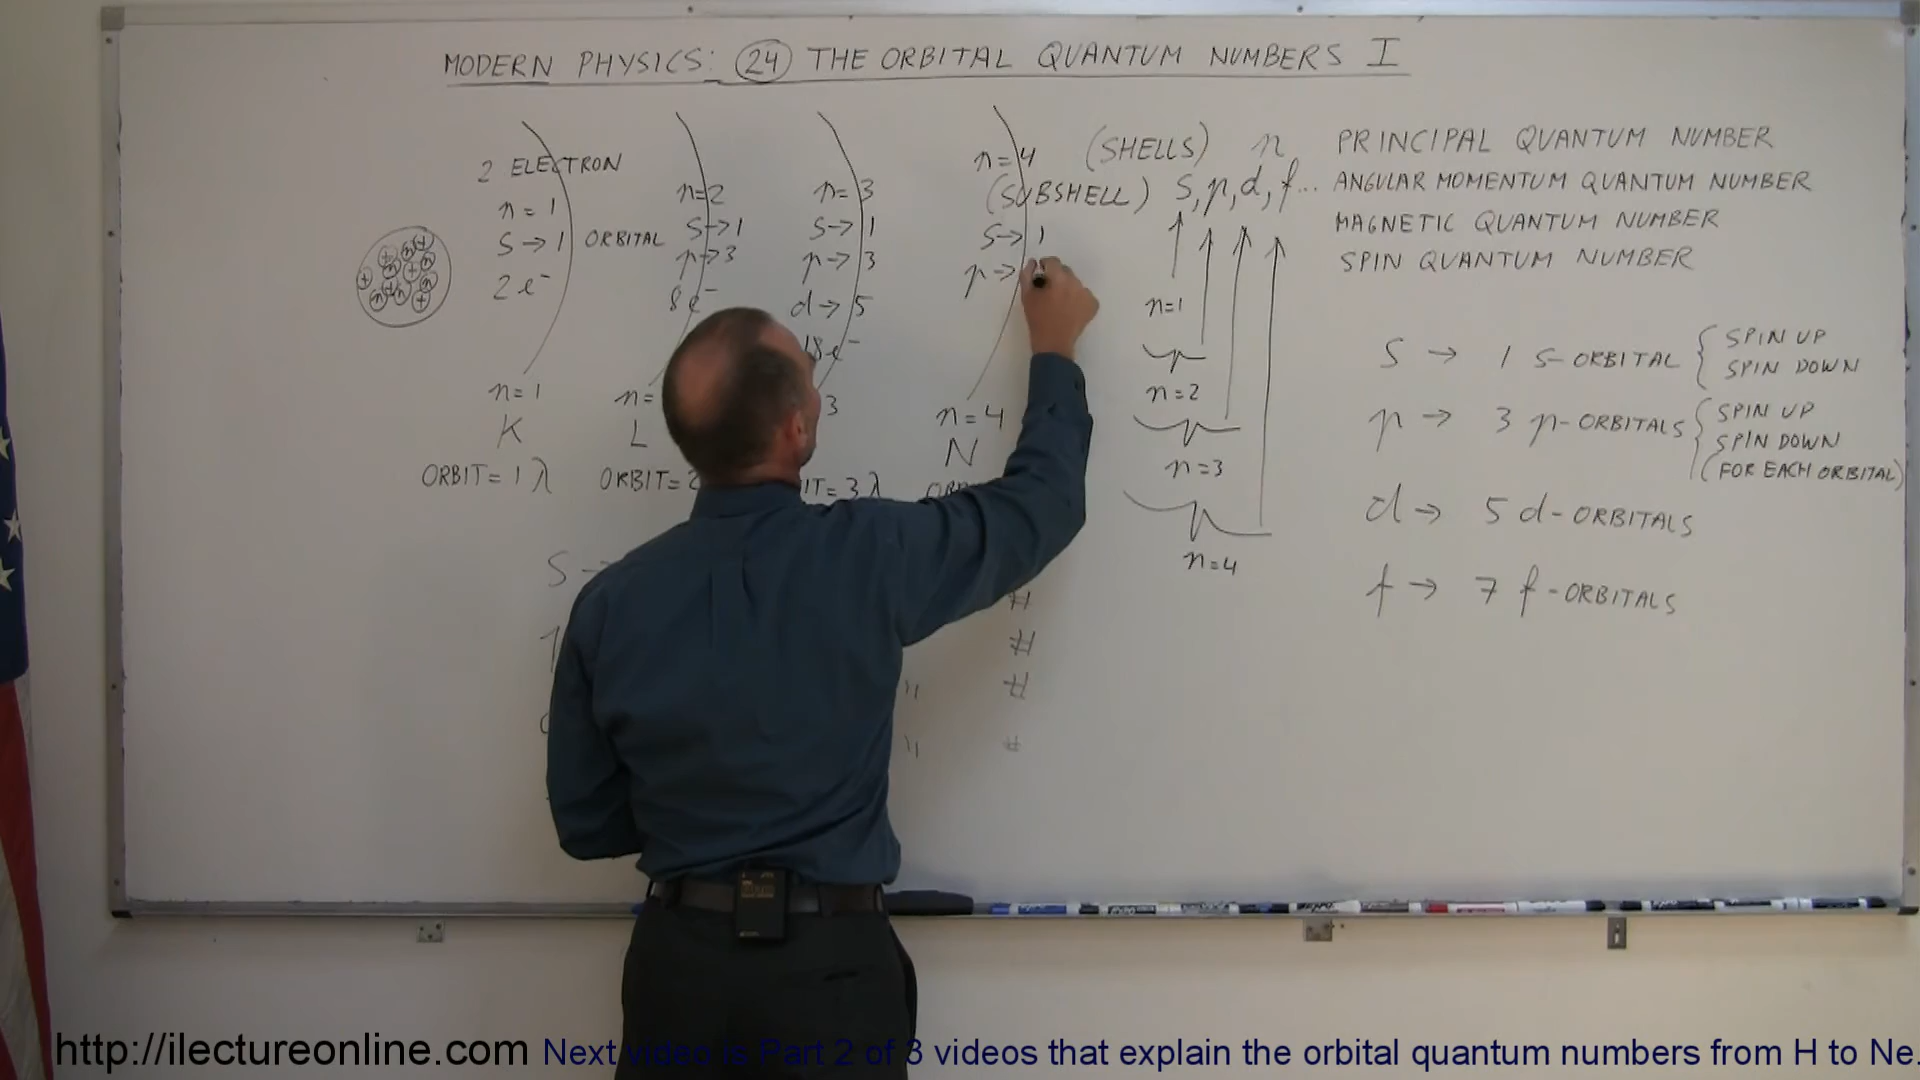 MODERN PHYSICS: 24 THE ORBITAL QUANTUM NUMBERS I
2 ELECTRON
n = 1
S → 1 ORBITAL
2 e⁻
n = 1
K
ORBIT = 1 λ
n = 2
S → 1
p → 3
8 e⁻
n =
L
ORBIT = 2
n = 3
S → 1
p → 3
d → 5
18 e⁻
3
= 3 λ
n = 4
S → 1
p →
n = 4
N
S
#
#
#
#
(SHELLS) n PRINCIPAL QUANTUM NUMBER
(SUBSHELL) S, p, d, f... ANGULAR MOMENTUM QUANTUM NUMBER
MAGNETIC QUANTUM NUMBER
SPIN QUANTUM NUMBER
n = 1
n = 2
n = 3
n = 4
S → 1 S-ORBITAL { SPIN UP
SPIN DOWN
p → 3 p-ORBITALS { SPIN UP
SPIN DOWN
(FOR EACH ORBITAL)
d → 5 d-ORBITALS
f → 7 f-ORBITALS
http://ilectureonline.com Next video is Part 2 of 3 videos that explain the orbital quantum numbers from H to Ne.